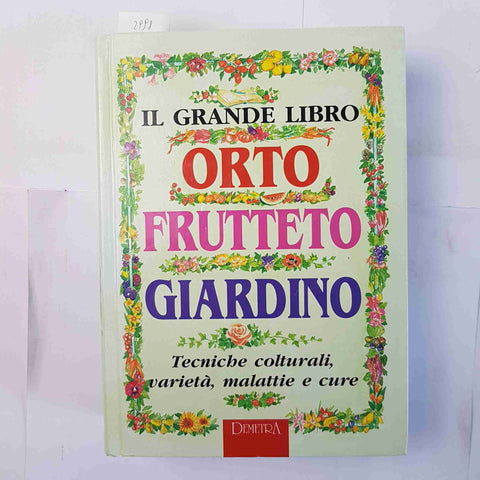 IL GRANDE LIBRO
ORTO
FRUTTETO
GIARDINO
Tecniche colturali,
varietà, malattie e cure
DEMETRA